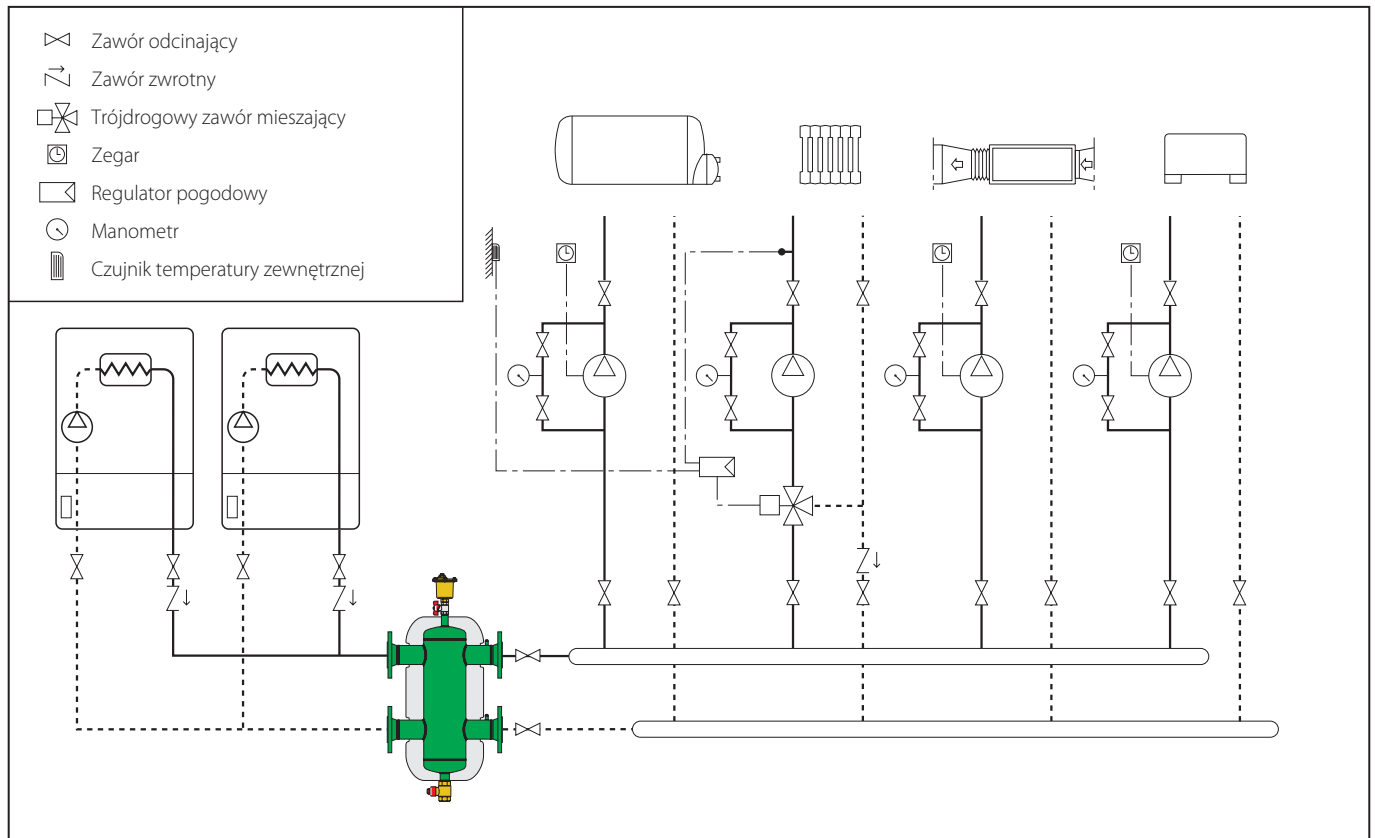 Zawór odcinający
Zawór zwrotny
Trójdrogowy zawór mieszający
Zegar
Regulator pogodowy
Manometr
Czujnik temperatury zewnętrznej